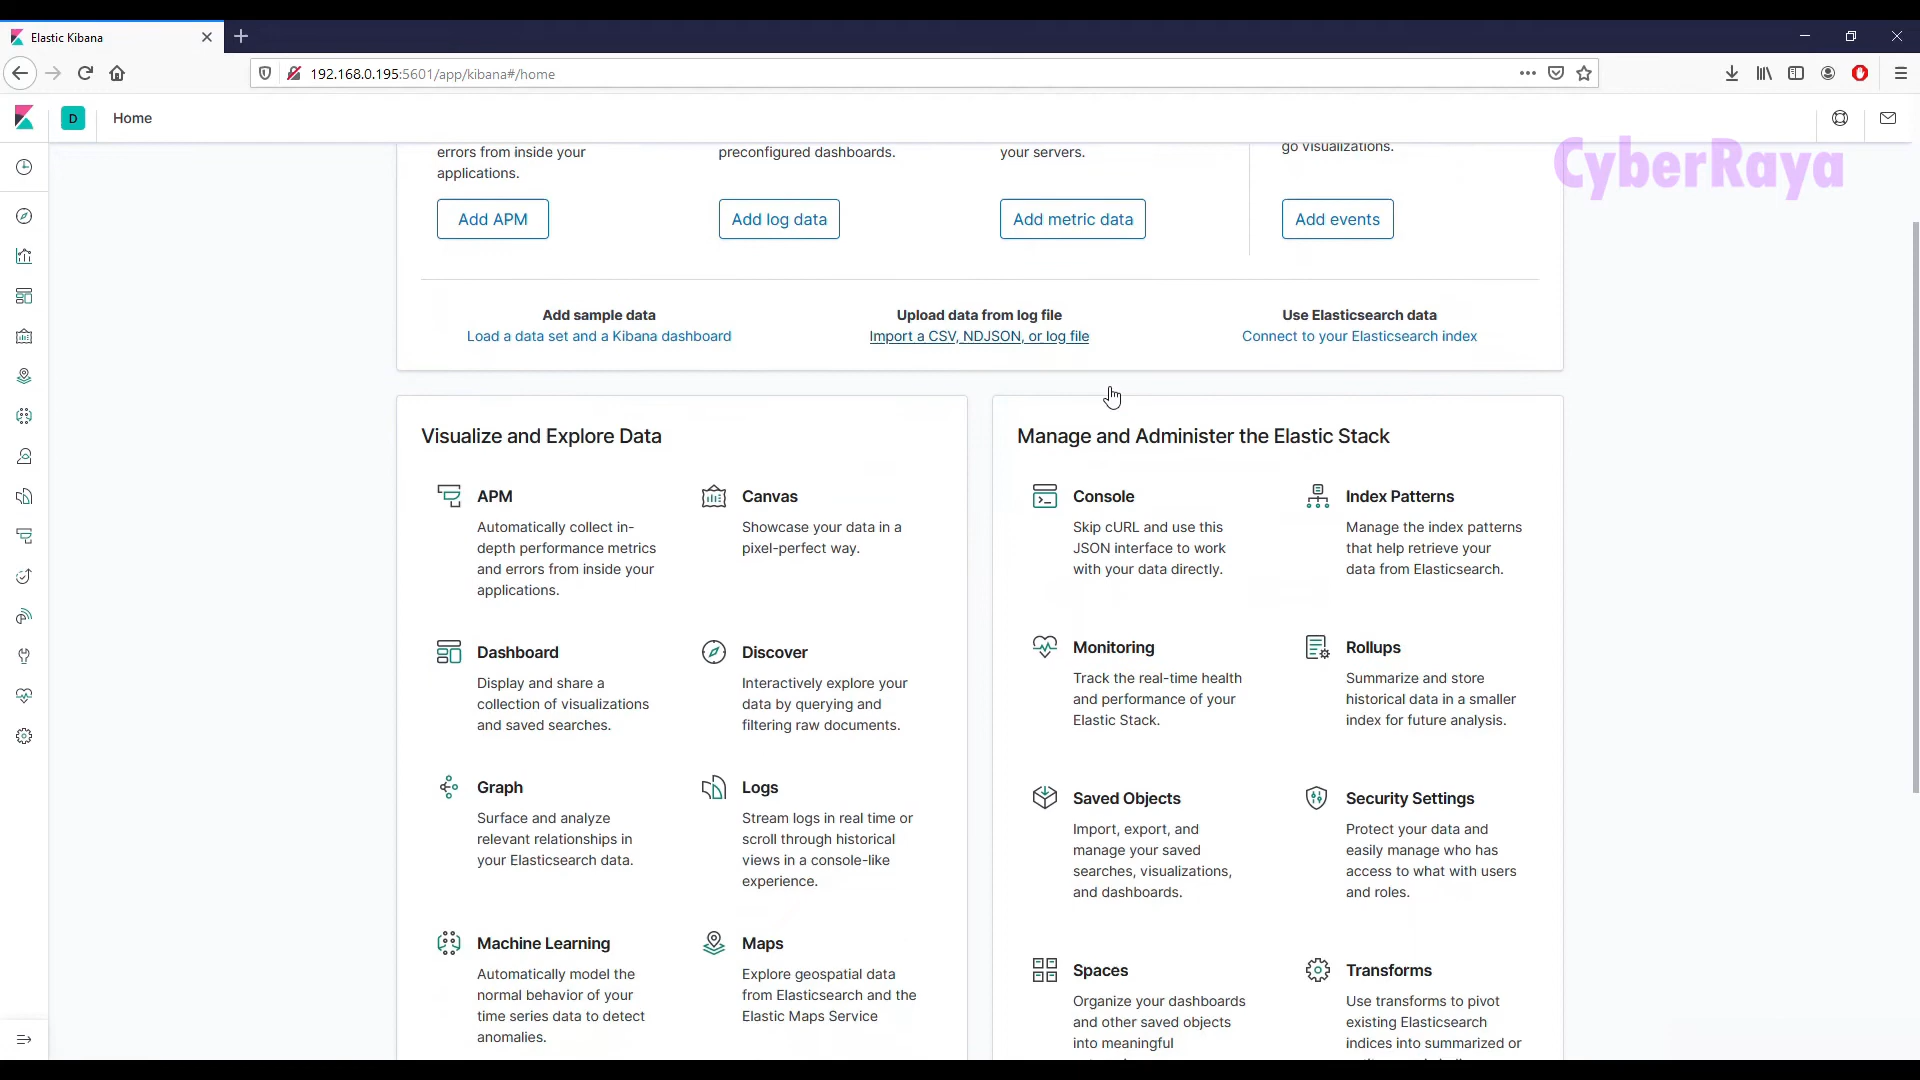 Elastic Kibana
192.168.0.195:5601/app/kibana#/home
D
Home
CyberRaya
errors from inside your
applications.
preconfigured dashboards.
your servers.
go visualizations.
Add APM
Add log data
Add metric data
Add events
Add sample data
Load a data set and a Kibana dashboard
Upload data from log file
Import a CSV, NDJSON, or log file
Use Elasticsearch data
Connect to your Elasticsearch index
Visualize and Explore Data
APM
Automatically collect in-
depth performance metrics
and errors from inside your
applications.
Canvas
Showcase your data in a
pixel-perfect way.
Dashboard
Display and share a
collection of visualizations
and saved searches.
Discover
Interactively explore your
data by querying and
filtering raw documents.
Graph
Surface and analyze
relevant relationships in
your Elasticsearch data.
Logs
Stream logs in real time or
scroll through historical
views in a console-like
experience.
Machine Learning
Automatically model the
normal behavior of your
time series data to detect
anomalies.
Maps
Explore geospatial data
from Elasticsearch and the
Elastic Maps Service
Manage and Administer the Elastic Stack
Console
Skip cURL and use this
JSON interface to work
with your data directly.
Index Patterns
Manage the index patterns
that help retrieve your
data from Elasticsearch.
Monitoring
Track the real-time health
and performance of your
Elastic Stack.
Rollups
Summarize and store
historical data in a smaller
index for future analysis.
Saved Objects
Import, export, and
manage your saved
searches, visualizations,
and dashboards.
Security Settings
Protect your data and
easily manage who has
access to what with users
and roles.
Spaces
Organize your dashboards
and other saved objects
into meaningful
Transforms
Use transforms to pivot
existing Elasticsearch
indices into summarized or